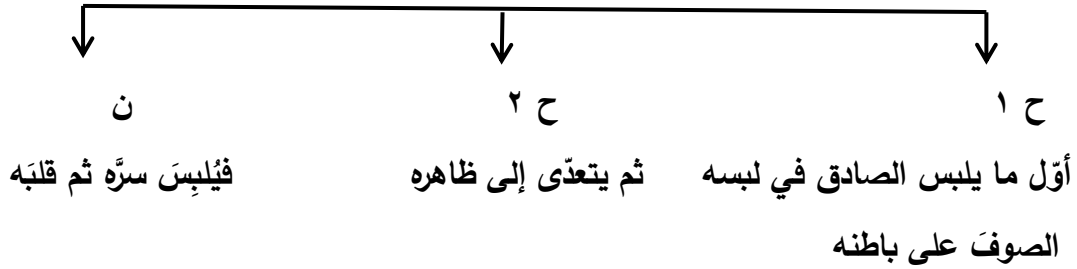 ح ١ ح ٢ ن
أوّل ما يلبس الصادق في لبسه ثم يتعدّى إلى ظاهره فيُلبِسَ سرَّه ثم قلبَه
الصوفَ على باطنه